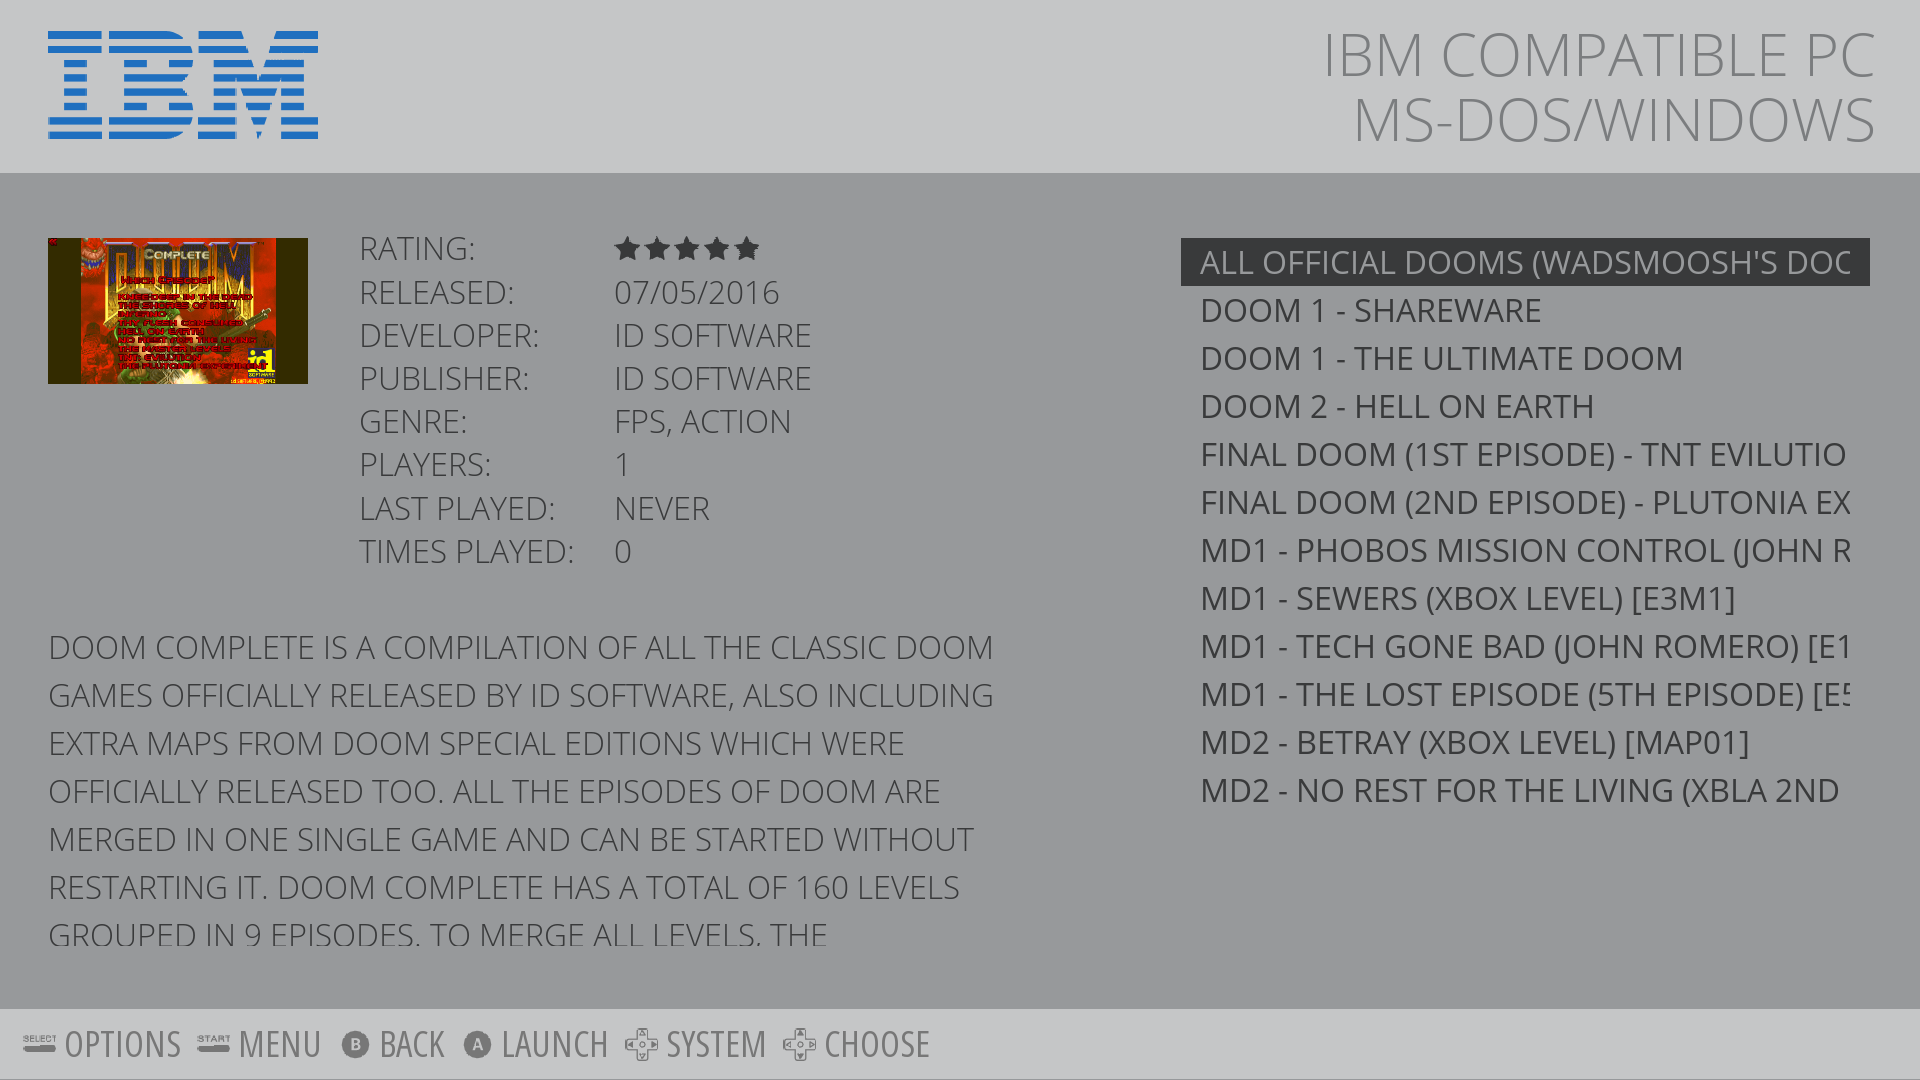 IBM
IBM COMPATIBLE PC
MS-DOS/WINDOWS
COMPLETE
RATING:
RELEASED: 07/05/2016
DEVELOPER: ID SOFTWARE
PUBLISHER: ID SOFTWARE
GENRE: FPS, ACTION
PLAYERS: 1
LAST PLAYED: NEVER
TIMES PLAYED: 0
DOOM COMPLETE IS A COMPILATION OF ALL THE CLASSIC DOOM
GAMES OFFICIALLY RELEASED BY ID SOFTWARE, ALSO INCLUDING
EXTRA MAPS FROM DOOM SPECIAL EDITIONS WHICH WERE
OFFICIALLY RELEASED TOO. ALL THE EPISODES OF DOOM ARE
MERGED IN ONE SINGLE GAME AND CAN BE STARTED WITHOUT
RESTARTING IT. DOOM COMPLETE HAS A TOTAL OF 160 LEVELS
GROUPED IN 9 EPISODES. TO MERGE ALL LEVELS, THE
ALL OFFICIAL DOOMS (WADSMOOSH'S DOC
DOOM 1 - SHAREWARE
DOOM 1 - THE ULTIMATE DOOM
DOOM 2 - HELL ON EARTH
FINAL DOOM (1ST EPISODE) - TNT EVILUTIO
FINAL DOOM (2ND EPISODE) - PLUTONIA EX
MD1 - PHOBOS MISSION CONTROL (JOHN R
MD1 - SEWERS (XBOX LEVEL) [E3M1]
MD1 - TECH GONE BAD (JOHN ROMERO) [E1
MD1 - THE LOST EPISODE (5TH EPISODE) [E5
MD2 - BETRAY (XBOX LEVEL) [MAP01]
MD2 - NO REST FOR THE LIVING (XBLA 2ND
SELECT OPTIONS START MENU B BACK A LAUNCH SYSTEM CHOOSE